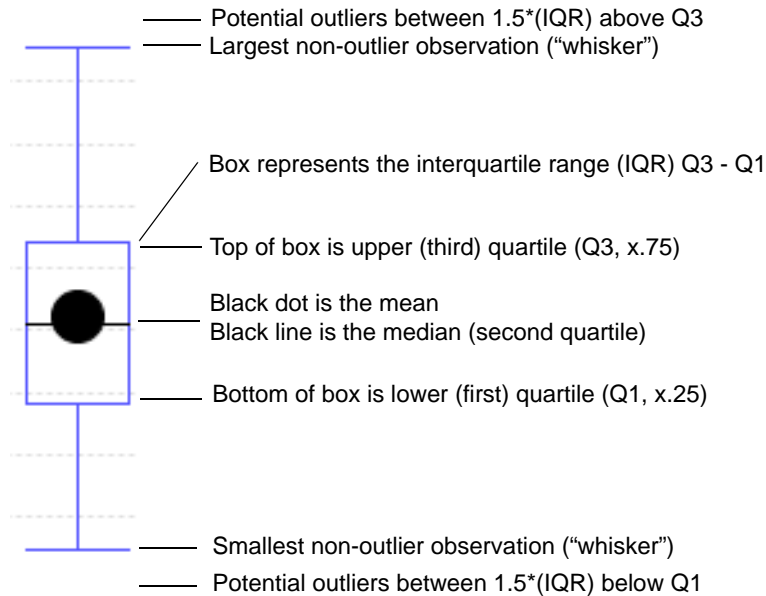 Potential outliers between 1.5*(IQR) above Q3
Largest non-outlier observation (“whisker”)
Box represents the interquartile range (IQR) Q3 - Q1
Top of box is upper (third) quartile (Q3, x.75)
Black dot is the mean
Black line is the median (second quartile)
Bottom of box is lower (first) quartile (Q1, x.25)
Smallest non-outlier observation (“whisker”)
Potential outliers between 1.5*(IQR) below Q1